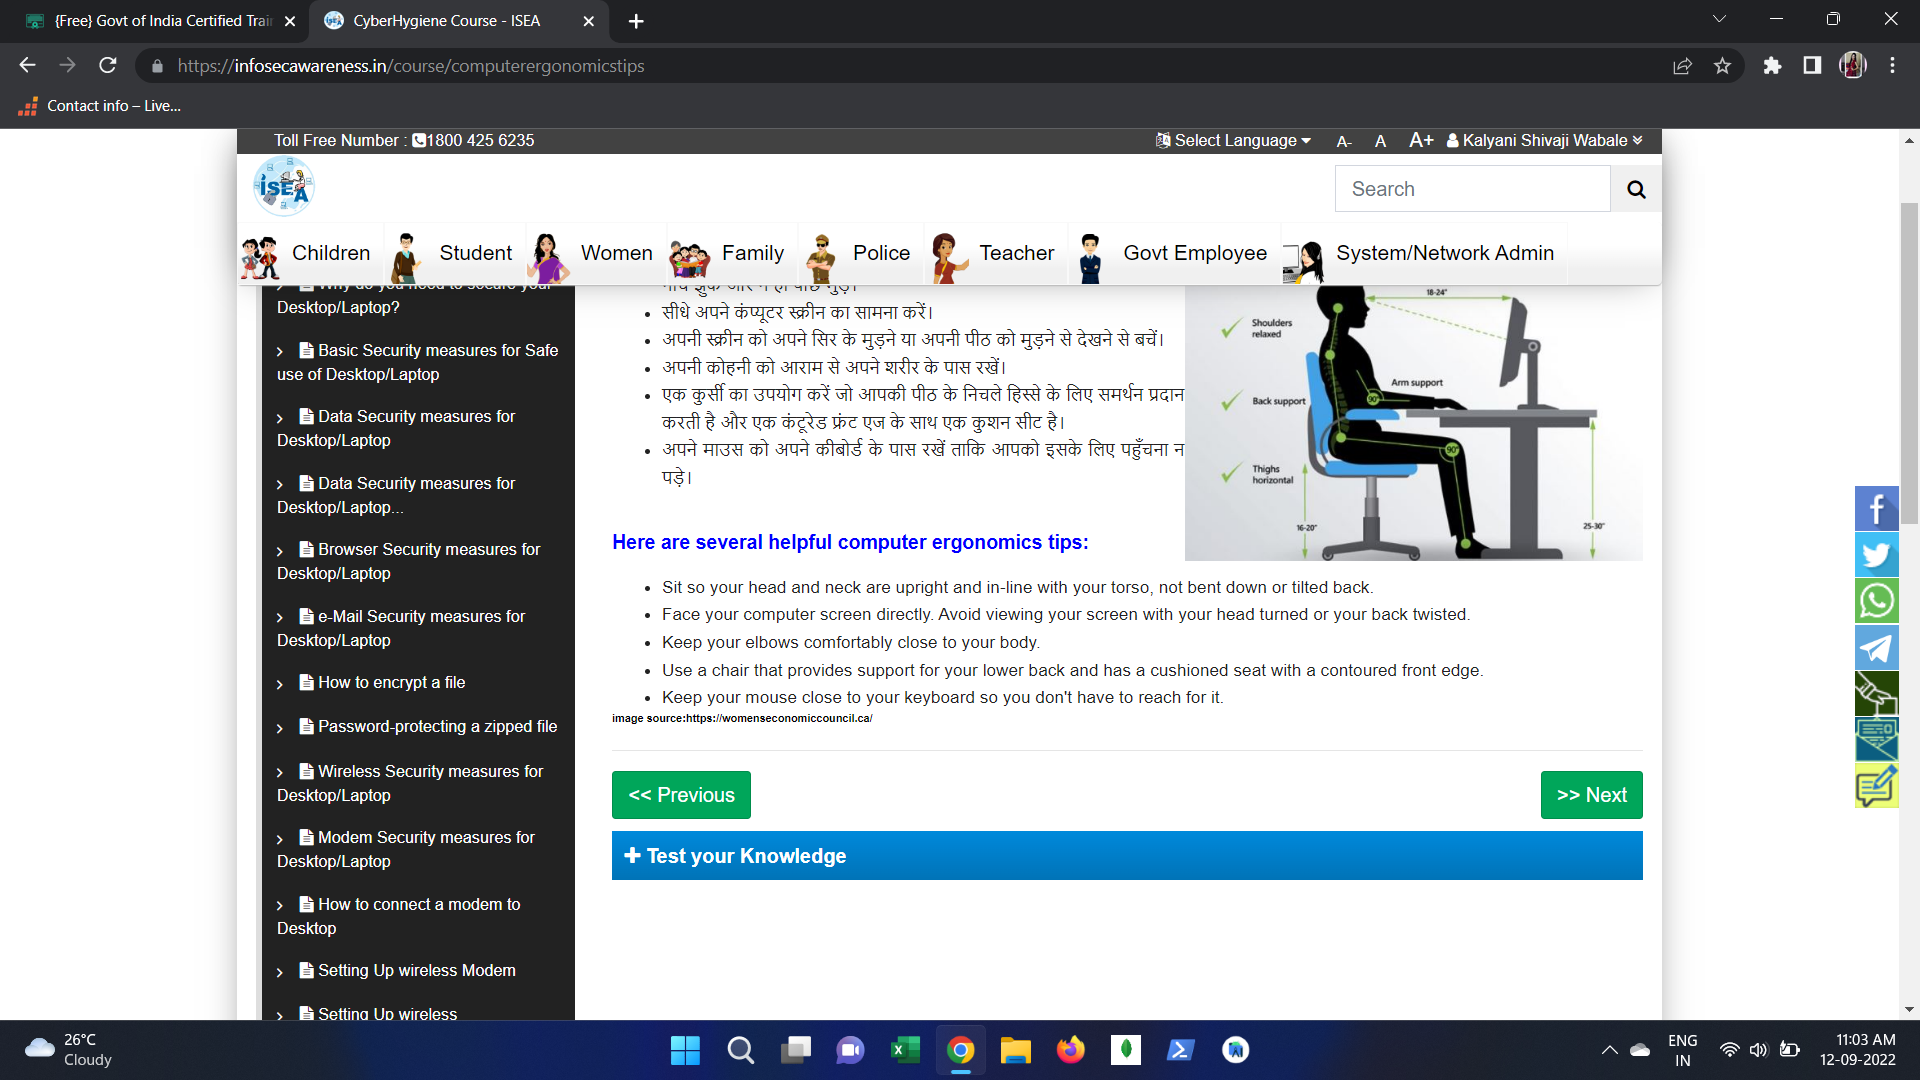 {Free} Govt of India Certified Trai
CyberHygiene Course - ISEA
https://infosecawareness.in/course/computerergonomicstips
Contact info – Live...
Toll Free Number : 1800 425 6235
Select Language
A-
A
A+
Kalyani Shivaji Wabale
ISEA
Search
Children
Student
Women
Family
Police
Teacher
Govt Employee
System/Network Admin
Why do you need to secure your
Desktop/Laptop?
Basic Security measures for Safe
use of Desktop/Laptop
Data Security measures for
Desktop/Laptop
Data Security measures for
Desktop/Laptop...
Browser Security measures for
Desktop/Laptop
e-Mail Security measures for
Desktop/Laptop
How to encrypt a file
Password-protecting a zipped file
Wireless Security measures for
Desktop/Laptop
Modem Security measures for
Desktop/Laptop
How to connect a modem to
Desktop
Setting Up wireless Modem
Setting Up wireless
सीधे अपने कंप्यूटर स्क्रीन का सामना करें।
अपनी स्क्रीन को अपने सिर के मुड़ने या अपनी पीठ को मुड़ने से देखने से बचें।
अपनी कोहनी को आराम से अपने शरीर के पास रखें।
एक कुर्सी का उपयोग करें जो आपकी पीठ के निचले हिस्से के लिए समर्थन प्रदान
करती है और एक कंटूरेड फ्रंट एज के साथ एक कुशन सीट है।
अपने माउस को अपने कीबोर्ड के पास रखें ताकि आपको इसके लिए पहुँचना न
पड़े।
18-24"
Shoulders
relaxed
Arm support
90°
Back support
90°
Thighs
horizontal
16-20"
25-30"
Here are several helpful computer ergonomics tips:
Sit so your head and neck are upright and in-line with your torso, not bent down or tilted back.
Face your computer screen directly. Avoid viewing your screen with your head turned or your back twisted.
Keep your elbows comfortably close to your body.
Use a chair that provides support for your lower back and has a cushioned seat with a contoured front edge.
Keep your mouse close to your keyboard so you don't have to reach for it.
image source:https://womenseconomiccouncil.ca/
<< Previous
>> Next
Test your Knowledge
26°C
Cloudy
ENG
IN
11:03 AM
12-09-2022